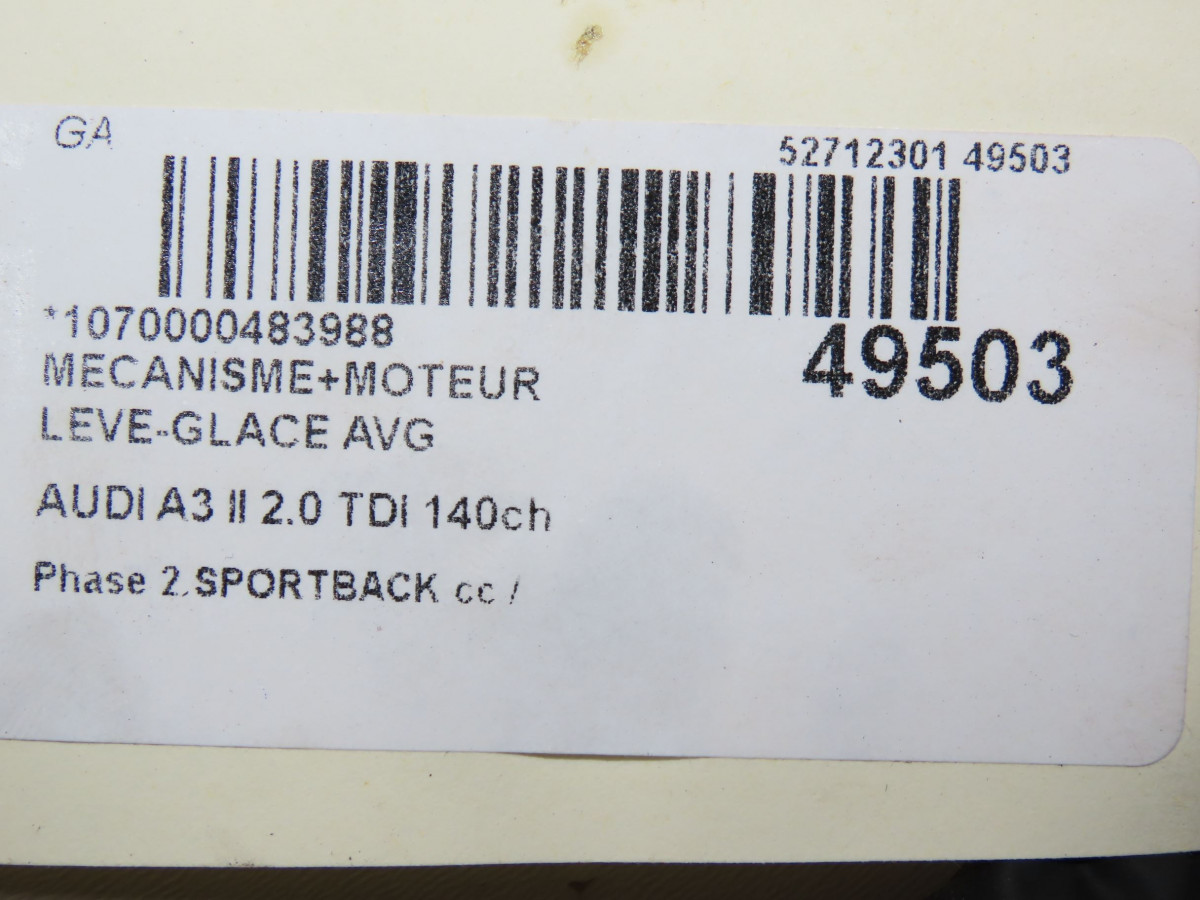 GA
52712301 49503
*1070000483988
49503
MECANISME+MOTEUR
LEVE-GLACE AVG
AUDI A3 II 2.0 TDI 140ch
Phase 2.SPORTBACK cc /